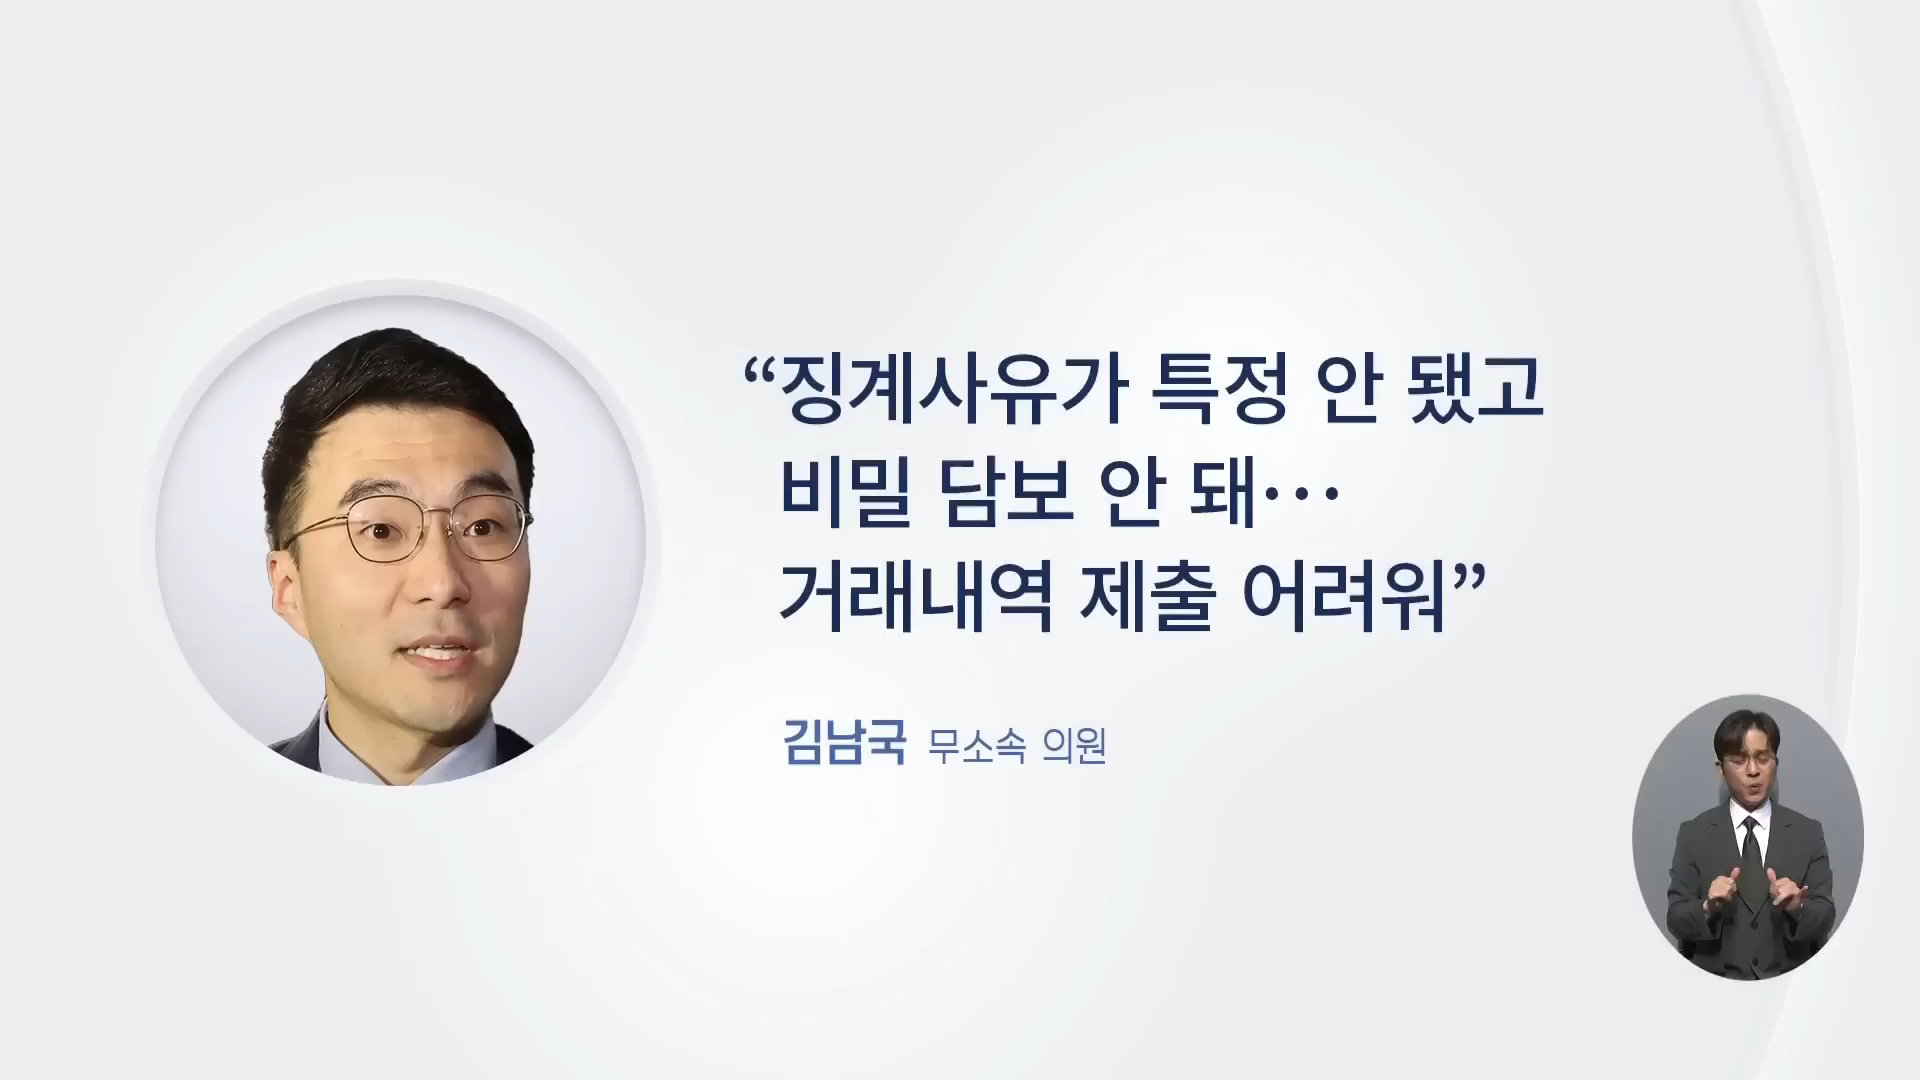 “징계사유가 특정 안 됐고
비밀 담보 안 돼···
거래내역 제출 어려워”
김남국 무소속 의원